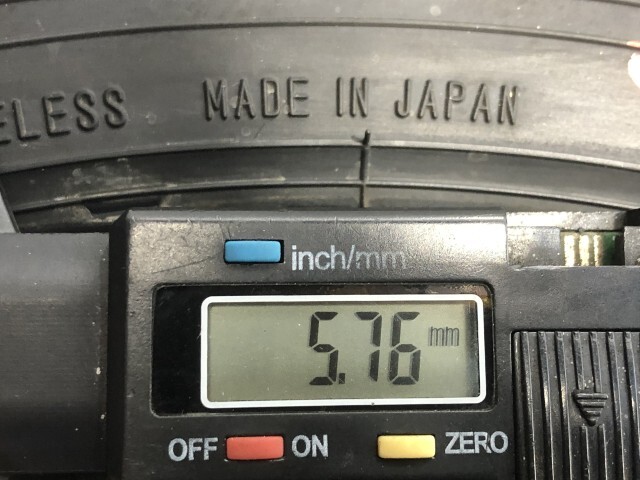 ELESS MADE IN JAPAN
inch/mm
5.76 mm
OFF ON ZERO